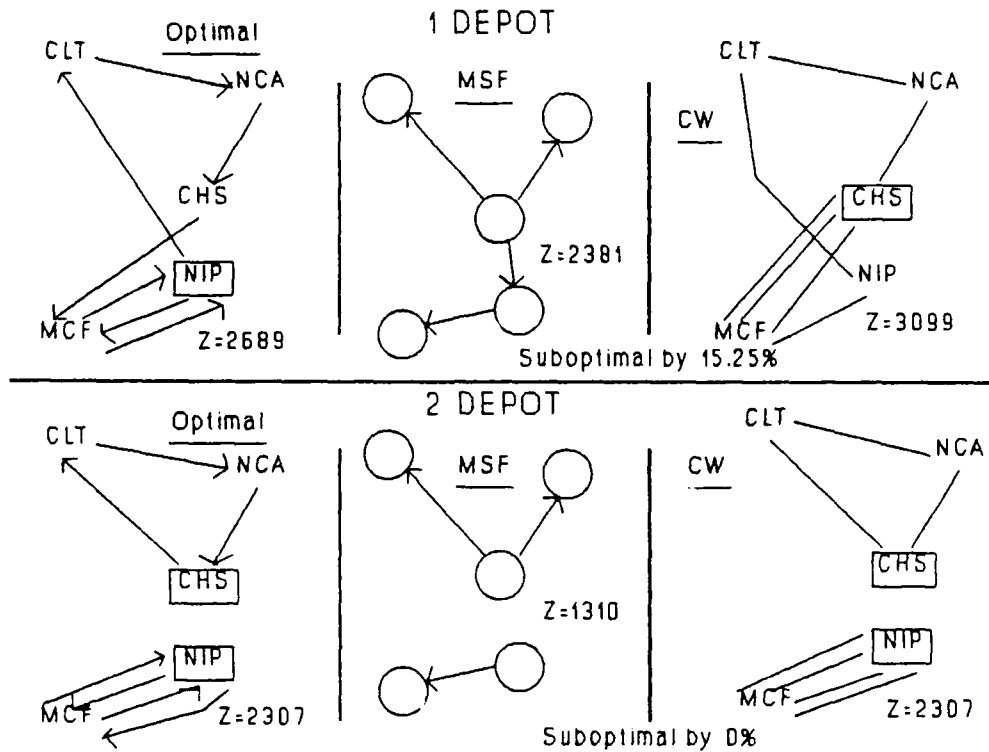 1 DEPOT
Optimal
CLT
NCA
CHS
NIP
MCF
Z=2689
MSF
Z=2381
CW
CLT
NCA
CHS
NIP
MCF
Z=3099
Suboptimal by 15.25%
2 DEPOT
Optimal
CLT
NCA
CHS
NIP
MCF
Z=2307
MSF
Z=1310
CW
CLT
NCA
CHS
NIP
MCF
Z=2307
Suboptimal by 0%